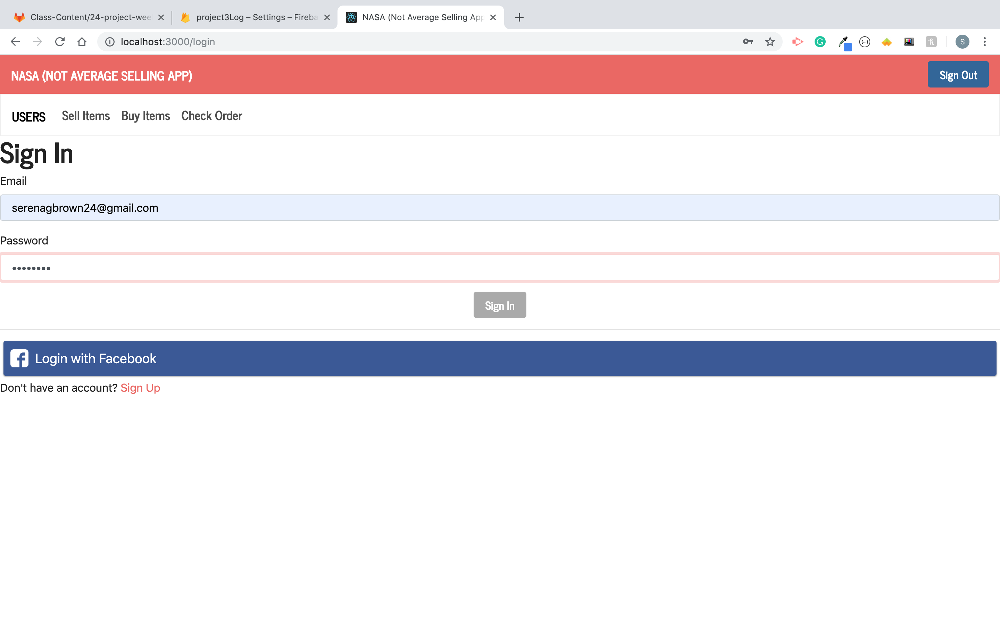 Class-Content/24-project-wee
project3Log – Settings – Fireba
NASA (Not Average Selling App
localhost:3000/login
S
NASA (NOT AVERAGE SELLING APP)
Sign Out
USERS Sell Items Buy Items Check Order
Sign In
Email
serenagbrown24@gmail.com
Password
••••••••
Sign In
Login with Facebook
Don't have an account? Sign Up